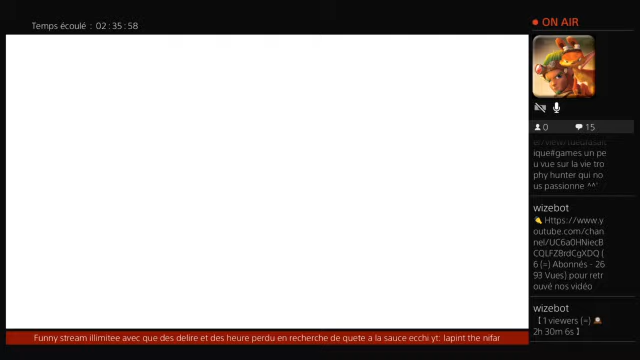 Temps écoulé : 02:35:58
ON AIR
0 15
ique#games un pe
u vue sur la vie tro
phy hunter qui no
us passionne ^^
wizebot
Https://www.y
outube.com/chan
nel/UC6a0HNiecB
CQLFZ8rdCgXDQ (
6 (=) Abonnés - 26
93 Vues) pour retr
ouvé nos vidéo
wizebot
【1 viewers (=)
2h 30m 6s 】
Funny stream illimitee avec que des delire et des heure perdu en recherche de quete a la sauce ecchi yt: lapint the nifar